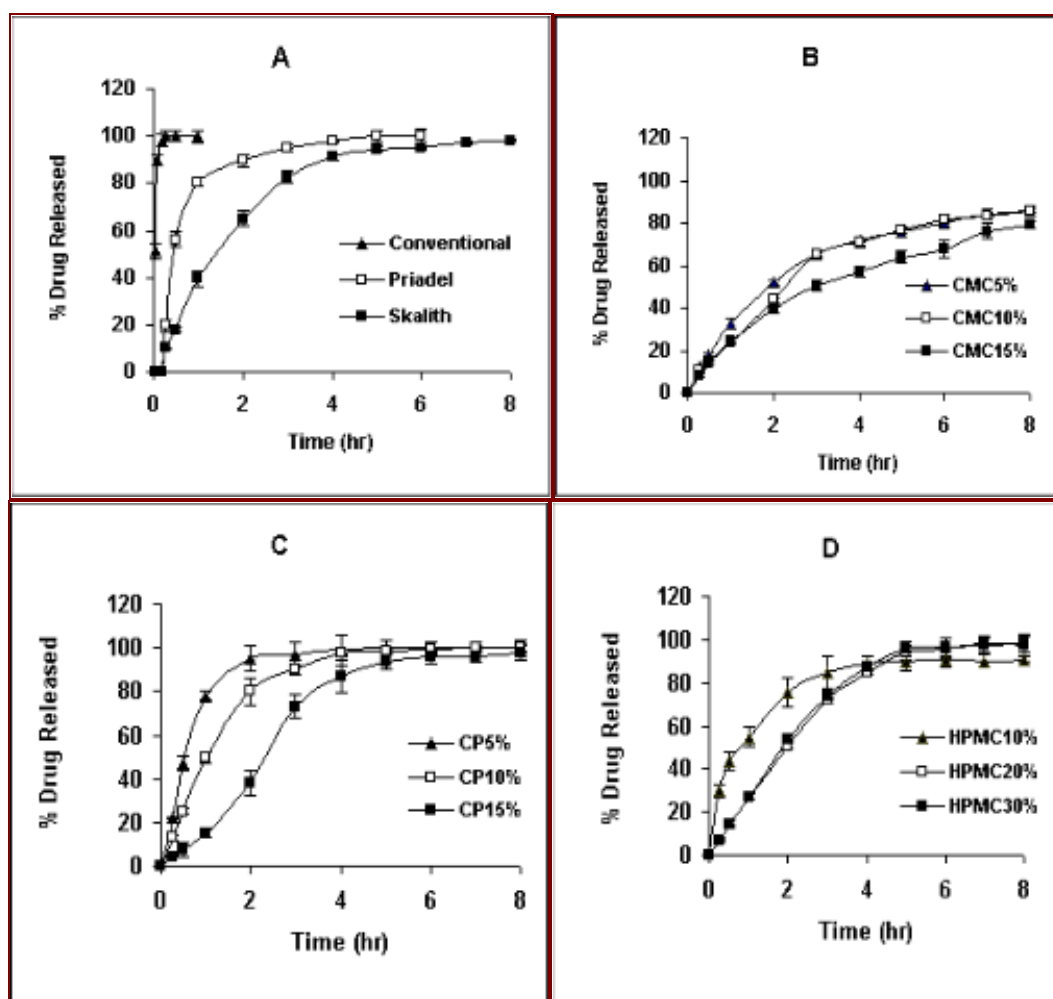 A
120
100
80
60
40
20
0
% Drug Released
Conventional
Priadel
Skalith
0 2 4 6 8
Time (hr)
B
120
100
80
60
40
20
0
% Drug Released
CMC5%
CMC10%
CMC15%
0 2 4 6 8
Time (hr)
C
120
100
80
60
40
20
0
% Drug Released
CP5%
CP10%
CP15%
0 2 4 6 8
Time (hr)
D
120
100
80
60
40
20
0
% Drug Released
HPMC10%
HPMC20%
HPMC30%
0 2 4 6 8
Time (hr)